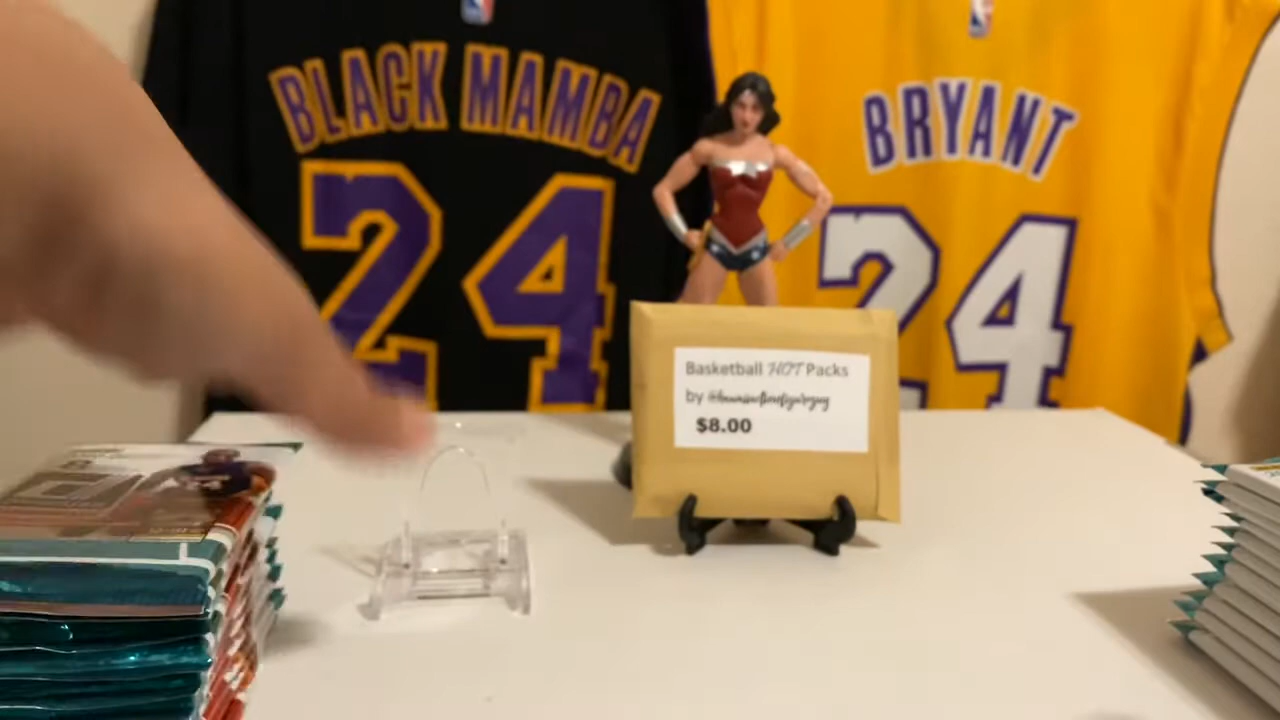 BLACK MAMBA
24
BRYANT
24
Basketball HOT Packs
by
$8.00